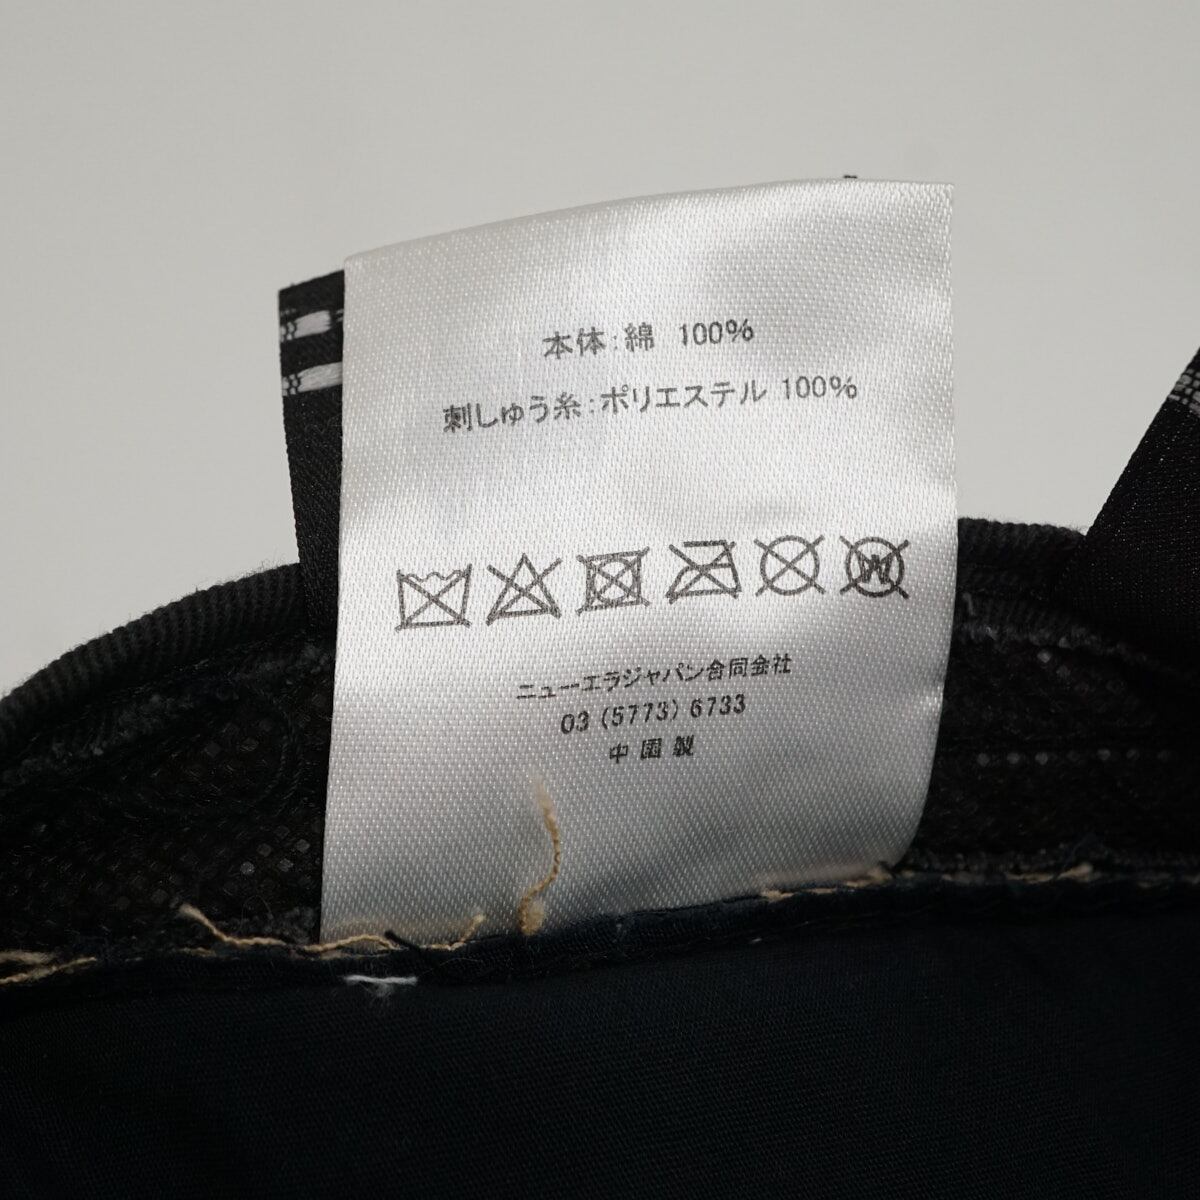 本体:綿 100%
刺しゅう糸:ポリエステル 100%
W
ニューエラジャパン合同会社
03 (5773) 6733
中国製